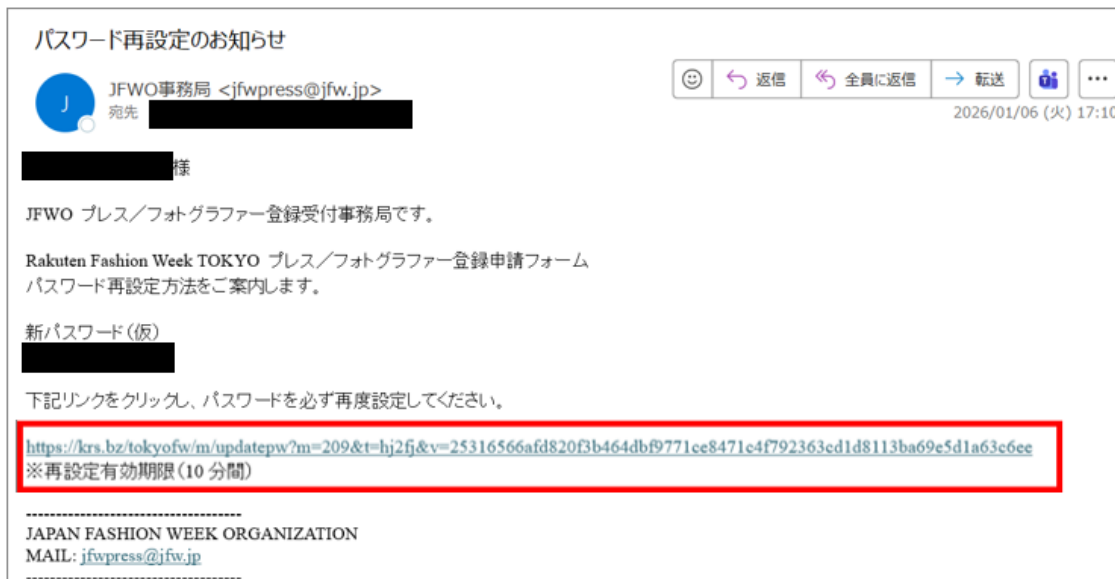 パスワード再設定のお知らせ
J
JFWO事務局 <jfwpress@jfw.jp>
宛先
返信
全員に返信
転送
2026/01/06 (火) 17:10
様
JFWO プレス／フォトグラファー登録受付事務局です。
Rakuten Fashion Week TOKYO プレス／フォトグラファー登録申請フォーム
パスワード再設定方法をご案内します。
新パスワード（仮）
下記リンクをクリックし、パスワードを必ず再度設定してください。
https://krs.bz/tokyofw/m/updatepw?m=209&t=hj2fj&v=25316566afd820f3b464dbf9771ce8471c4f792363cd1d8113ba69e5d1a63c6ee
※再設定有効期限（10 分間）
------------------------------------
JAPAN FASHION WEEK ORGANIZATION
MAIL: jfwpress@jfw.jp
------------------------------------